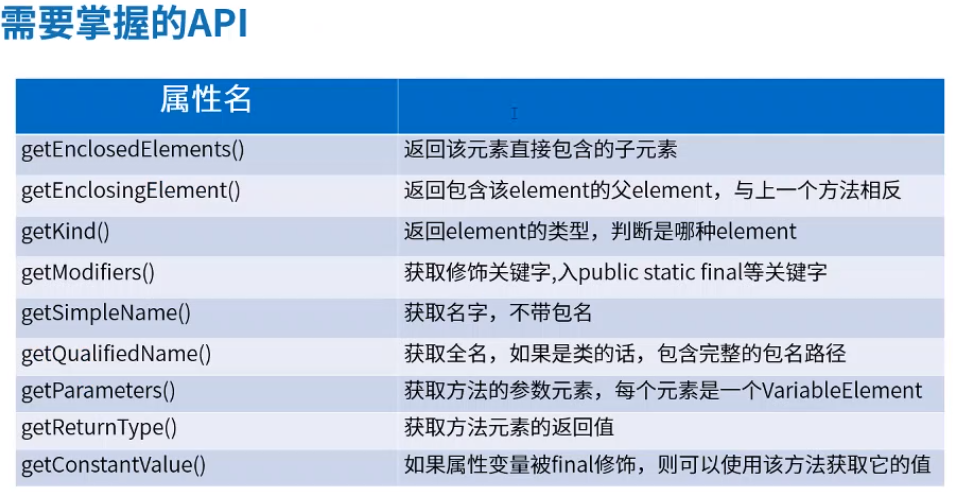 需要掌握的API
属性名
getEnclosedElements() 返回该元素直接包含的子元素
getEnclosingElement() 返回包含该element的父element，与上一个方法相反
getKind() 返回element的类型，判断是哪种element
getModifiers() 获取修饰关键字,入public static final等关键字
getSimpleName() 获取名字，不带包名
getQualifiedName() 获取全名，如果是类的话，包含完整的包名路径
getParameters() 获取方法的参数元素，每个元素是一个VariableElement
getReturnType() 获取方法元素的返回值
getConstantValue() 如果属性变量被final修饰，则可以使用该方法获取它的值